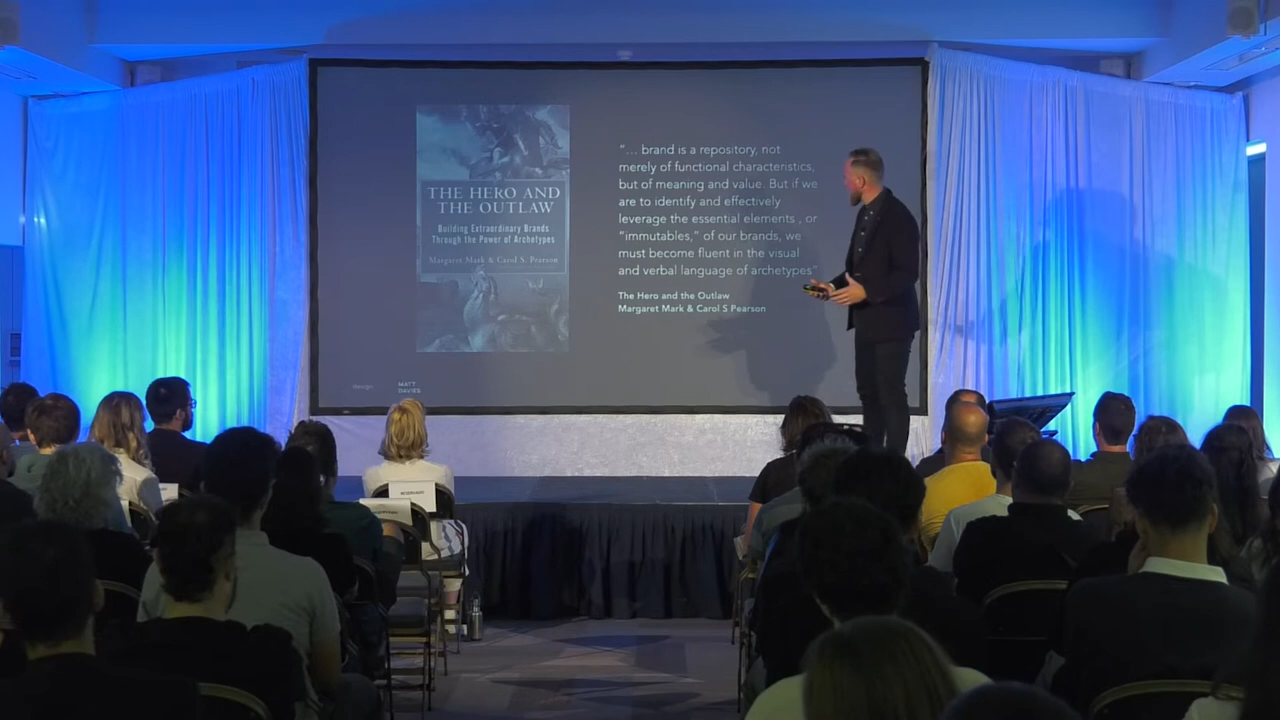 THE HERO AND
THE OUTLAW
Building Extraordinary Brands
Through the Power of Archetypes
Margaret Mark & Carol S. Pearson
"... brand is a repository, not
merely of functional characteristics,
but of meaning and value. But if we
are to identify and effectively
leverage the essential elements , or
"immutables," of our brands, we
must become fluent in the visual
and verbal language of archetypes"
The Hero and the Outlaw
Margaret Mark & Carol S Pearson
design
MATT
DAVIES